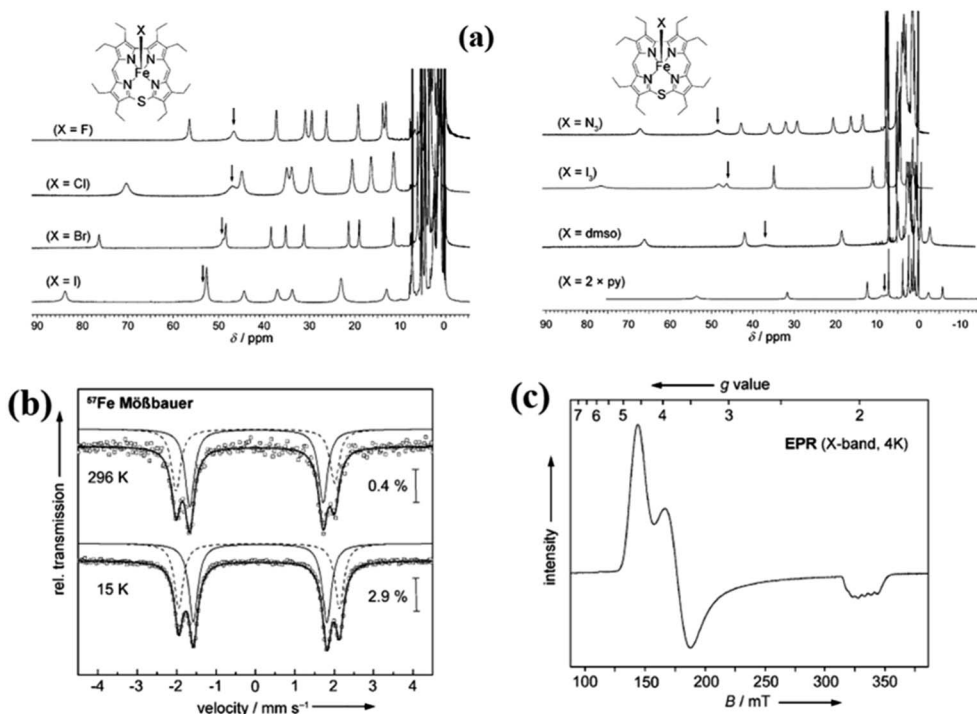 (a)
X
N N
Fe
N N
S
(X = F)
(X = Cl)
(X = Br)
(X = I)
90 80 70 60 50 40 30 20 10 0
δ / ppm
X
N N
Fe
N N
S
(X = N₃)
(X = I₃)
(X = dmso)
(X = 2 × py)
90 80 70 60 50 40 30 20 10 0 -10
δ / ppm
(b)
⁵⁷Fe Mößbauer
296 K
0.4 %
15 K
2.9 %
rel. transmission
-4 -3 -2 -1 0 1 2 3 4
velocity / mm s⁻¹
(c)
g value
7 6 5 4 3 2
EPR (X-band, 4K)
intensity
100 150 200 250 300 350
B / mT